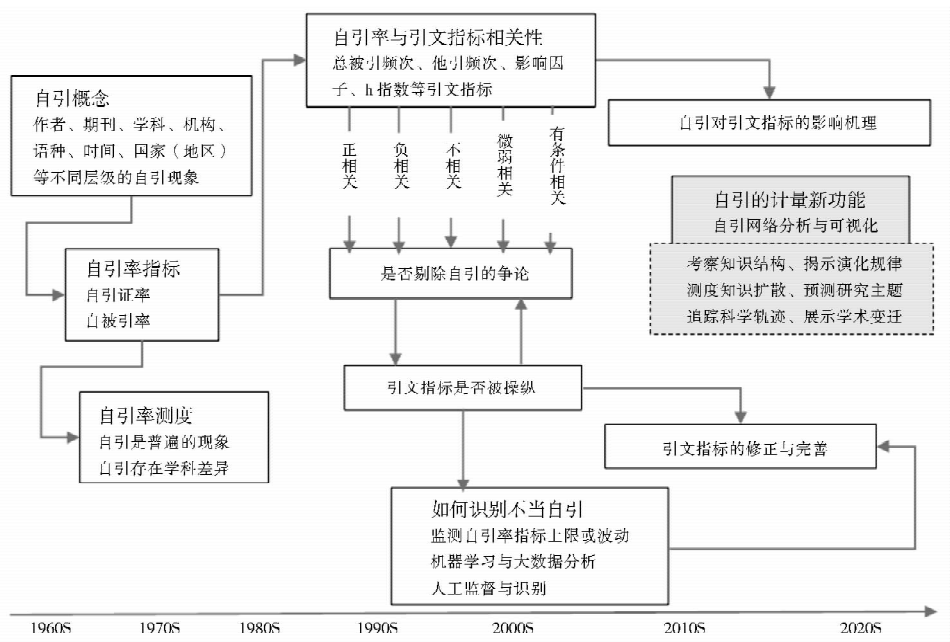 自引率与引文指标相关性
总被引频次、他引频次、影响因
子、h指数等引文指标
自引概念
作者、期刊、学科、机构、
语种、时间、国家（地区）
等不同层级的自引现象
自引对引文指标的影响机理
正相关
负相关
不相关
微弱相关
有条件相关
自引的计量新功能
自引网络分析与可视化
考察知识结构、揭示演化规律
测度知识扩散、预测研究主题
追踪科学轨迹、展示学术变迁
自引率指标
自引证率
自被引率
是否剔除自引的争论
引文指标是否被操纵
自引率测度
自引是普遍的现象
自引存在学科差异
引文指标的修正与完善
如何识别不当自引
监测自引率指标上限或波动
机器学习与大数据分析
人工监督与识别
1960S 1970S 1980S 1990S 2000S 2010S 2020S